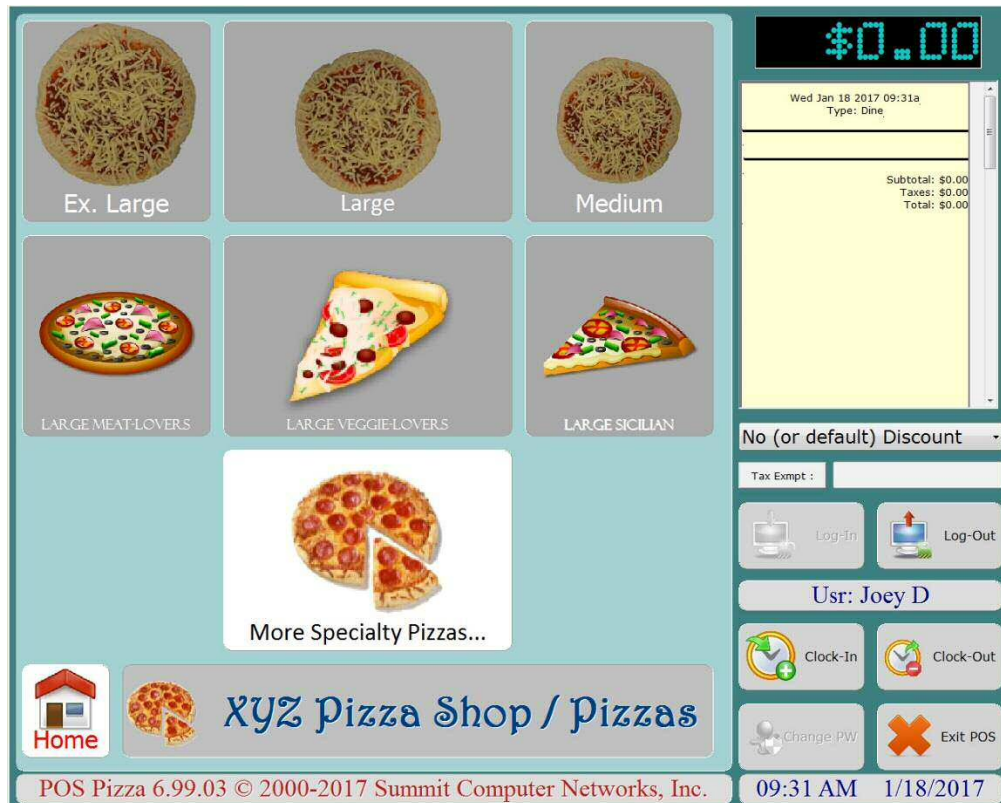 $0.00
Ex. Large
Large
Medium
Wed Jan 18 2017 09:31a
Type: Dine
Subtotal: $0.00
Taxes: $0.00
Total: $0.00
LARGE MEAT-LOVERS
LARGE VEGGIE-LOVERS
LARGE SICILIAN
No (or default) Discount
Tax Exmpt :
Log-In
Log-Out
Usr: Joey D
More Specialty Pizzas...
Clock-In
Clock-Out
Home
XYZ Pizza Shop / Pizzas
Change PW
Exit POS
POS Pizza 6.99.03 © 2000-2017 Summit Computer Networks, Inc.
09:31 AM 1/18/2017